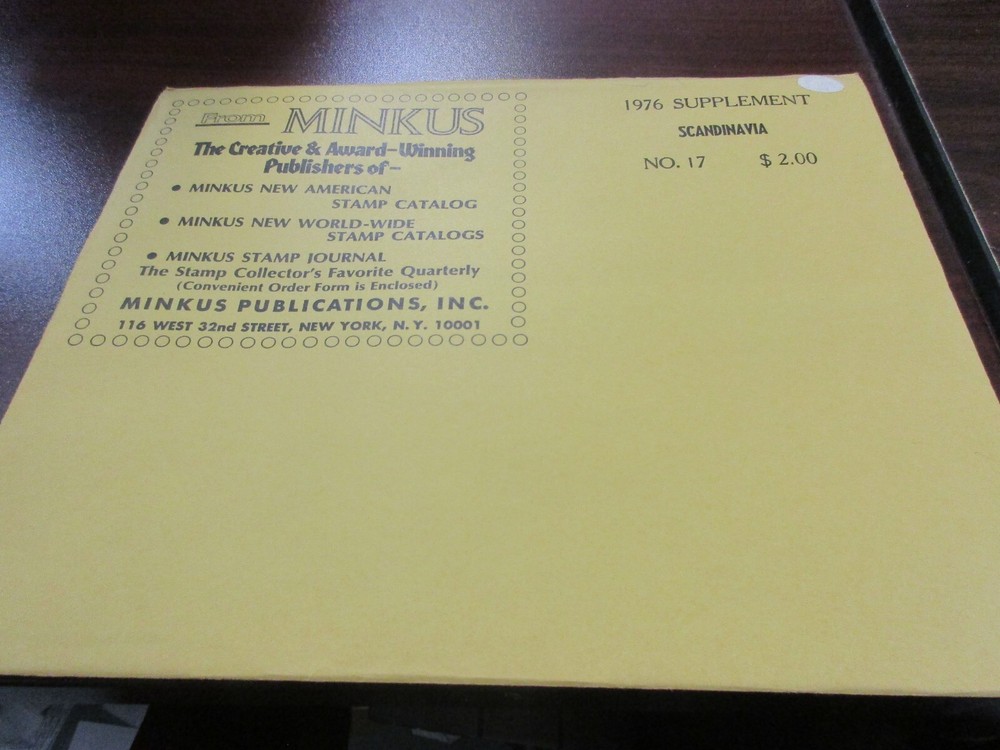 From MINKUS
The Creative & Award-Winning
Publishers of-
• MINKUS NEW AMERICAN
STAMP CATALOG
• MINKUS NEW WORLD-WIDE
STAMP CATALOGS
• MINKUS STAMP JOURNAL
The Stamp Collector's Favorite Quarterly
(Convenient Order Form is Enclosed)
MINKUS PUBLICATIONS, INC.
116 WEST 32nd STREET, NEW YORK, N.Y. 10001
1976 SUPPLEMENT
SCANDINAVIA
NO. 17 $ 2.00